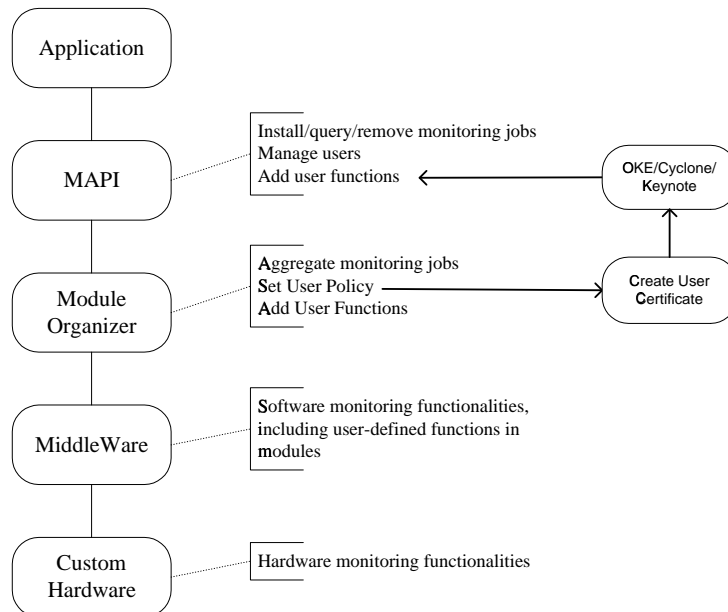 Application
MAPI
Install/query/remove monitoring jobs
Manage users
Add user functions
OKE/Cyclone/
Keynote
Module
Organizer
Aggregate monitoring jobs
Set User Policy
Add User Functions
Create User
Certificate
MiddleWare
Software monitoring functionalities,
including user-defined functions in
modules
Custom
Hardware
Hardware monitoring functionalities